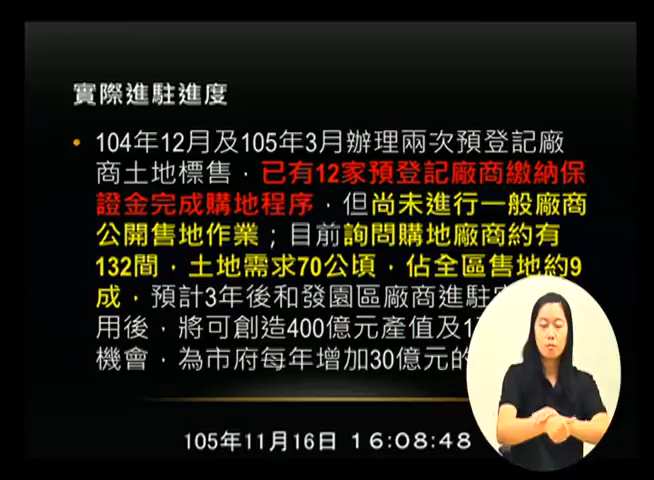 實際進駐進度
• 104年12月及105年3月辦理兩次預登記廠
商土地標售，已有12家預登記廠商繳納保
證金完成購地程序，但尚未進行一般廠商
公開售地作業；目前詢問購地廠商約有
132間，土地需求70公頃，佔全區售地約9
成，預計3年後和發園區廠商進駐
用後，將可創造400億元產值及1
機會，為市府每年增加30億元的
105年11月16日 16:08:48